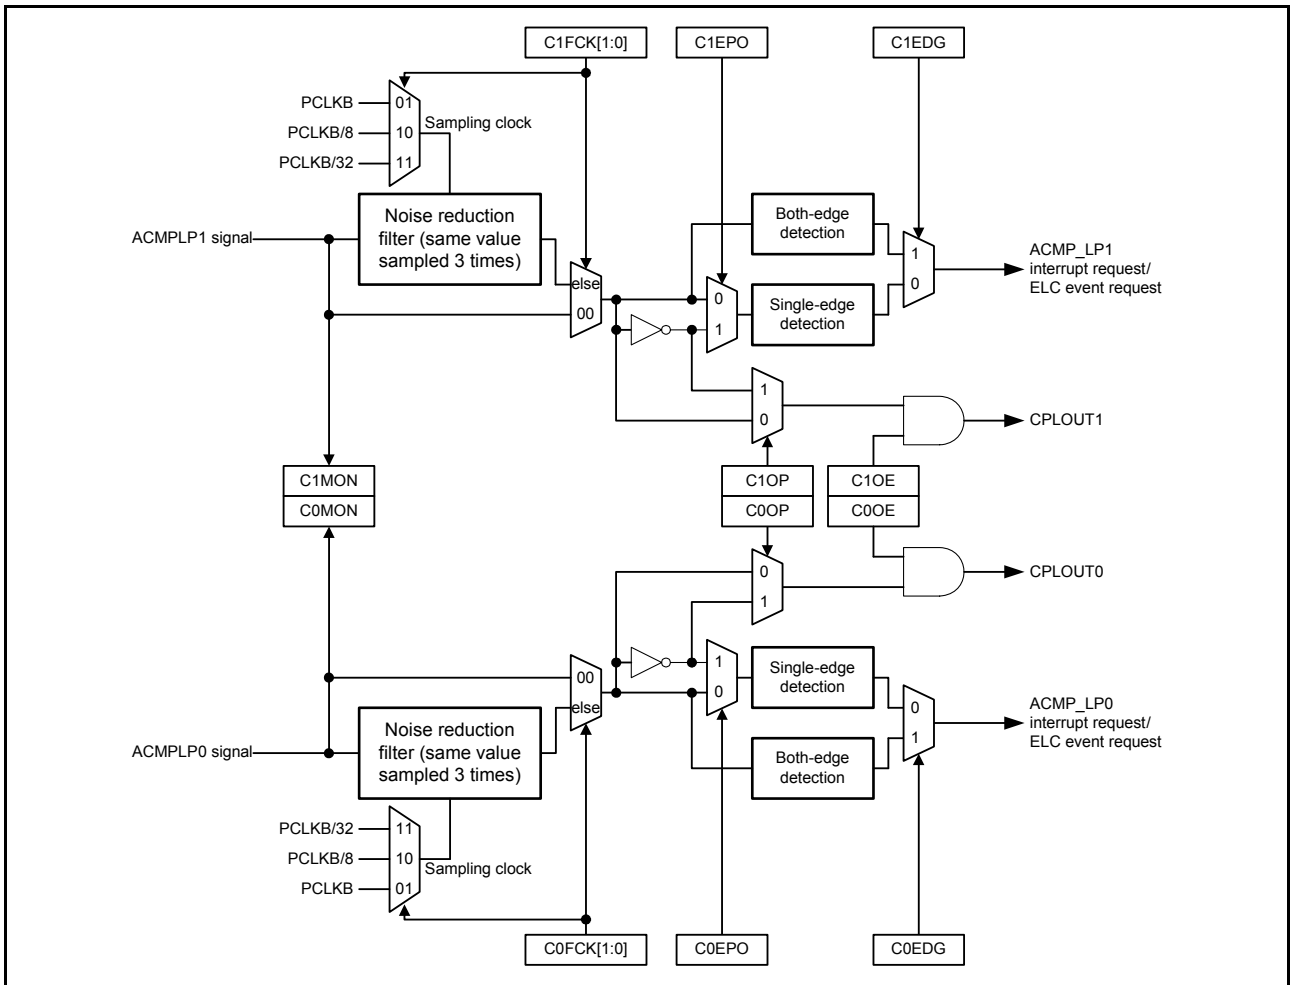 C1FCK[1:0]
C1EPO
C1EDG
PCLKB
01
PCLKB/8
10
Sampling clock
PCLKB/32
11
Noise reduction
filter (same value
sampled 3 times)
ACMPLP1 signal
else
00
0
1
Both-edge
detection
Single-edge
detection
1
0
ACMP_LP1
interrupt request/
ELC event request
1
0
CPLOUT1
C1MON
C0MON
C1OP
C0OP
C1OE
C0OE
0
1
CPLOUT0
00
else
1
0
Single-edge
detection
Both-edge
detection
0
1
ACMP_LP0
interrupt request/
ELC event request
ACMPLP0 signal
Noise reduction
filter (same value
sampled 3 times)
PCLKB/32
11
PCLKB/8
10
Sampling clock
PCLKB
01
C0FCK[1:0]
C0EPO
C0EDG